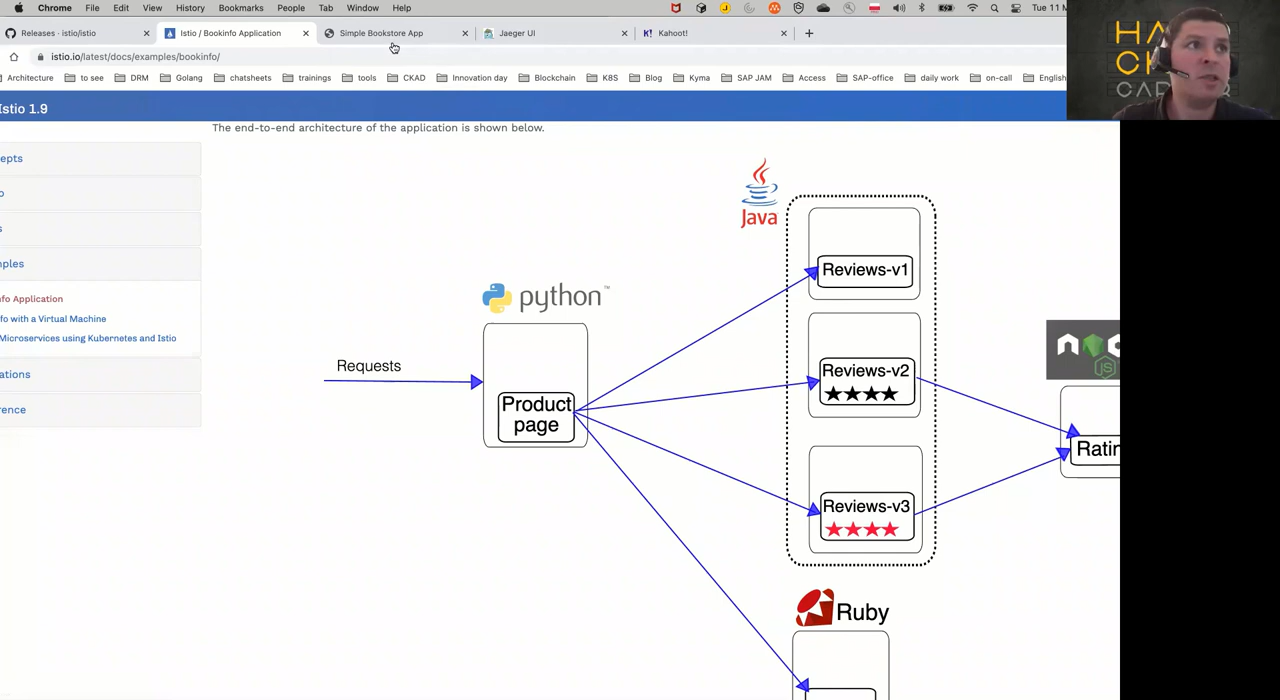 Chrome File Edit View History Bookmarks People Tab Window Help Tue 11 M
Releases · istio/istio
Istio / Bookinfo Application
Simple Bookstore App
Jaeger UI
Kahoot!
istio.io/latest/docs/examples/bookinfo/
Architecture to see DRM Golang chatsheets trainings tools CKAD Innovation day Blockchain K8S Blog Kyma SAP JAM Access SAP-office daily work on-call English
Istio 1.9
The end-to-end architecture of the application is shown below.
epts
o
s
nples
nfo Application
fo with a Virtual Machine
Microservices using Kubernetes and Istio
ations
rence
Requests
python™
Product
page
Java
Reviews-v1
Reviews-v2
Reviews-v3
Ratin
JS
Ruby